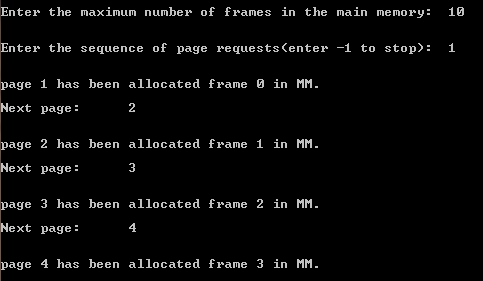 Enter the maximum number of frames in the main memory:  10
Enter the sequence of page requests(enter -1 to stop):  1
page 1 has been allocated frame 0 in MM.
Next page:      2
page 2 has been allocated frame 1 in MM.
Next page:      3
page 3 has been allocated frame 2 in MM.
Next page:      4
page 4 has been allocated frame 3 in MM.